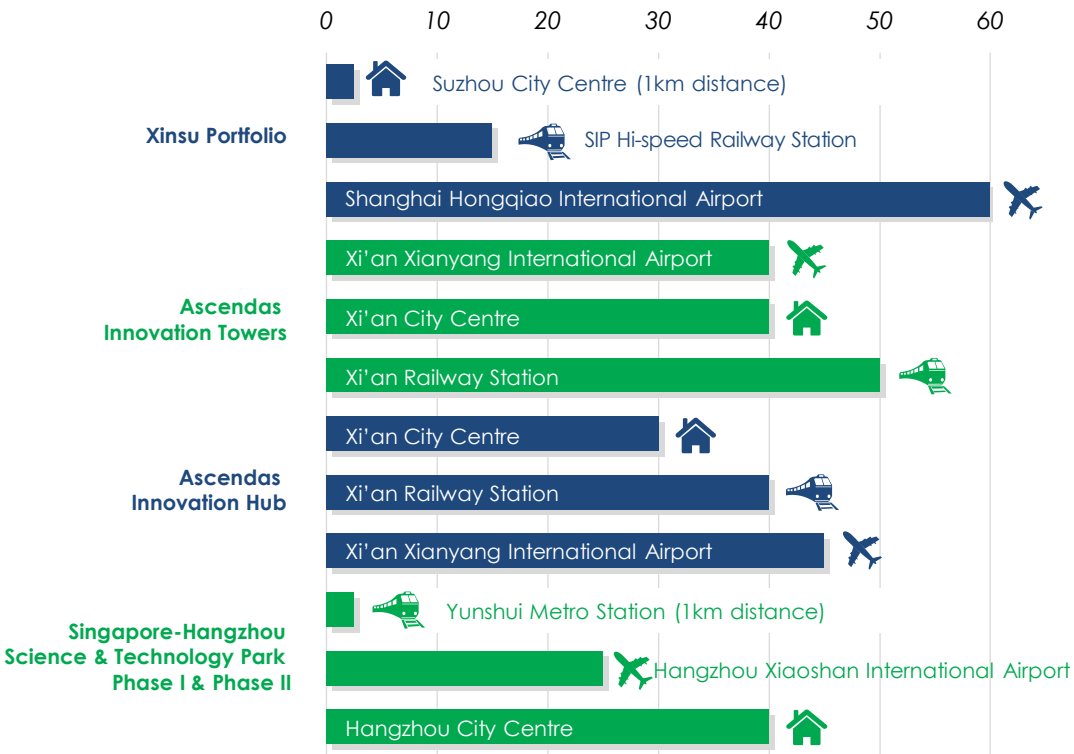 0 10 20 30 40 50 60
Suzhou City Centre (1km distance)
Xinsu Portfolio
SIP Hi-speed Railway Station
Shanghai Hongqiao International Airport
Xi’an Xianyang International Airport
Ascendas
Innovation Towers
Xi’an City Centre
Xi’an Railway Station
Xi’an City Centre
Ascendas
Innovation Hub
Xi’an Railway Station
Xi’an Xianyang International Airport
Yunshui Metro Station (1km distance)
Singapore-Hangzhou
Science & Technology Park
Phase I & Phase II
Hangzhou Xiaoshan International Airport
Hangzhou City Centre